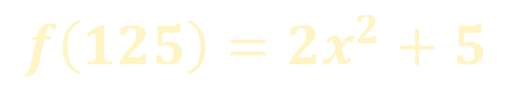 f(125) = 2x² + 5